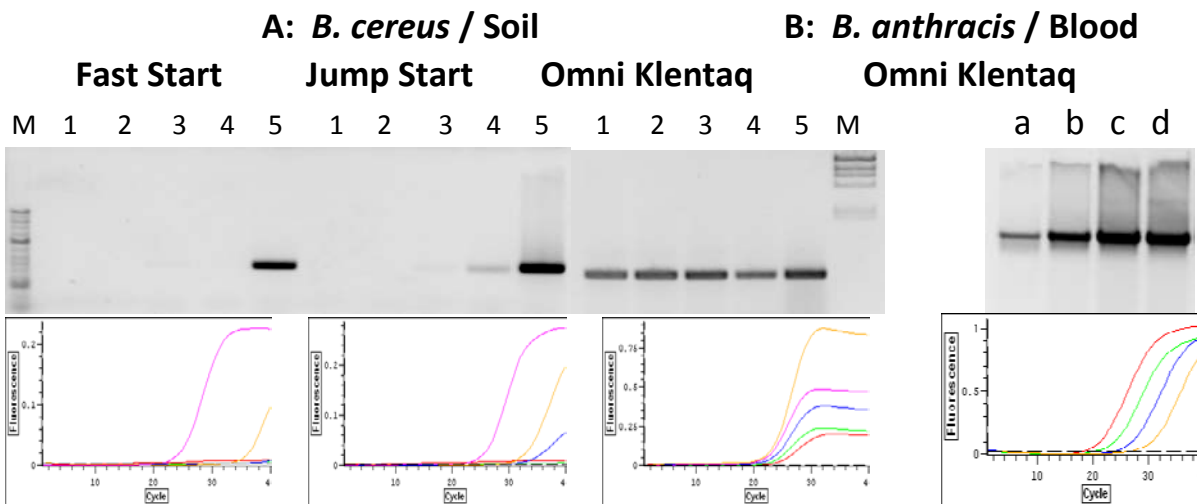 A: B. cereus / Soil B: B. anthracis / Blood
Fast Start Jump Start Omni Klentaq Omni Klentaq
M 1 2 3 4 5 1 2 3 4 5 1 2 3 4 5 M a b c d
0.2 0.2 0.75 1
Fluorescence Fluorescence Fluorescence Fluorescence
0.1 0.1 0.5 0.5
0.25
0 0 0 0
10 20 30 4 10 20 30 4 10 20 30 4 10 20 30
Cycle Cycle Cycle Cycle